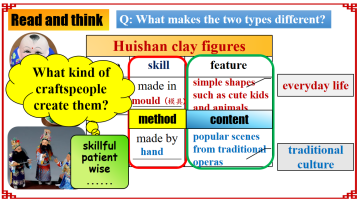 Read and think
Q: What makes the two types different?
Huishan clay figures
skill
feature
What kind of
craftspeople
create them?
made in
mould (模具)
simple shapes
such as cute kids
and animals
everyday life
method
content
skillful
patient
wise
......
made by
hand
popular scenes
from traditional
operas
traditional
culture